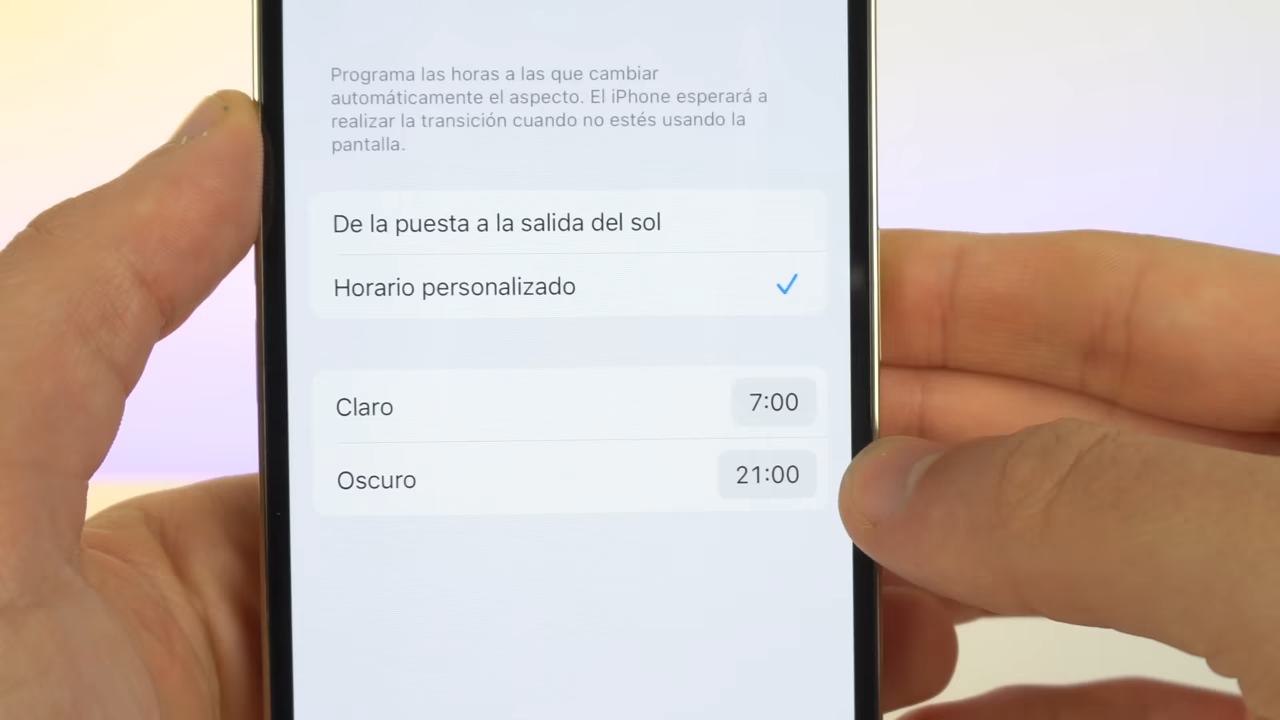 Programa las horas a las que cambiar
automáticamente el aspecto. El iPhone esperará a
realizar la transición cuando no estés usando la
pantalla.
De la puesta a la salida del sol
Horario personalizado
Claro 7:00
Oscuro 21:00